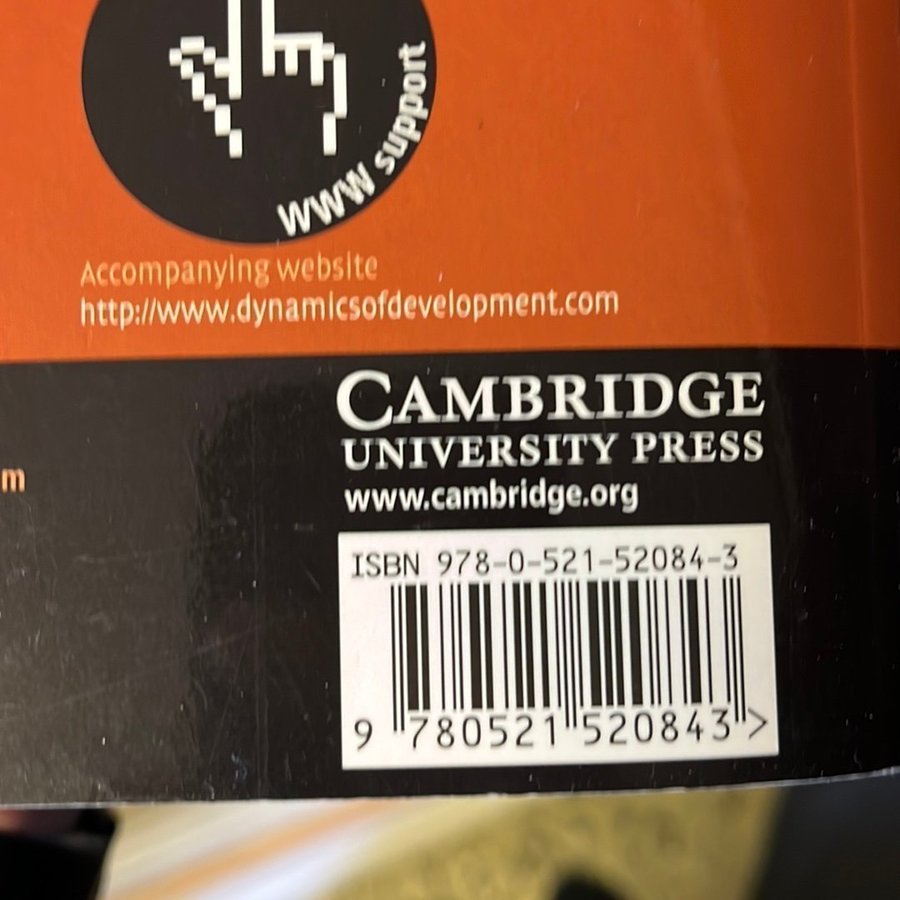 www support
Accompanying website
http://www.dynamicsofdevelopment.com
m
CAMBRIDGE
UNIVERSITY PRESS
www.cambridge.org
ISBN 978-0-521-52084-3
9 780521 520843 >